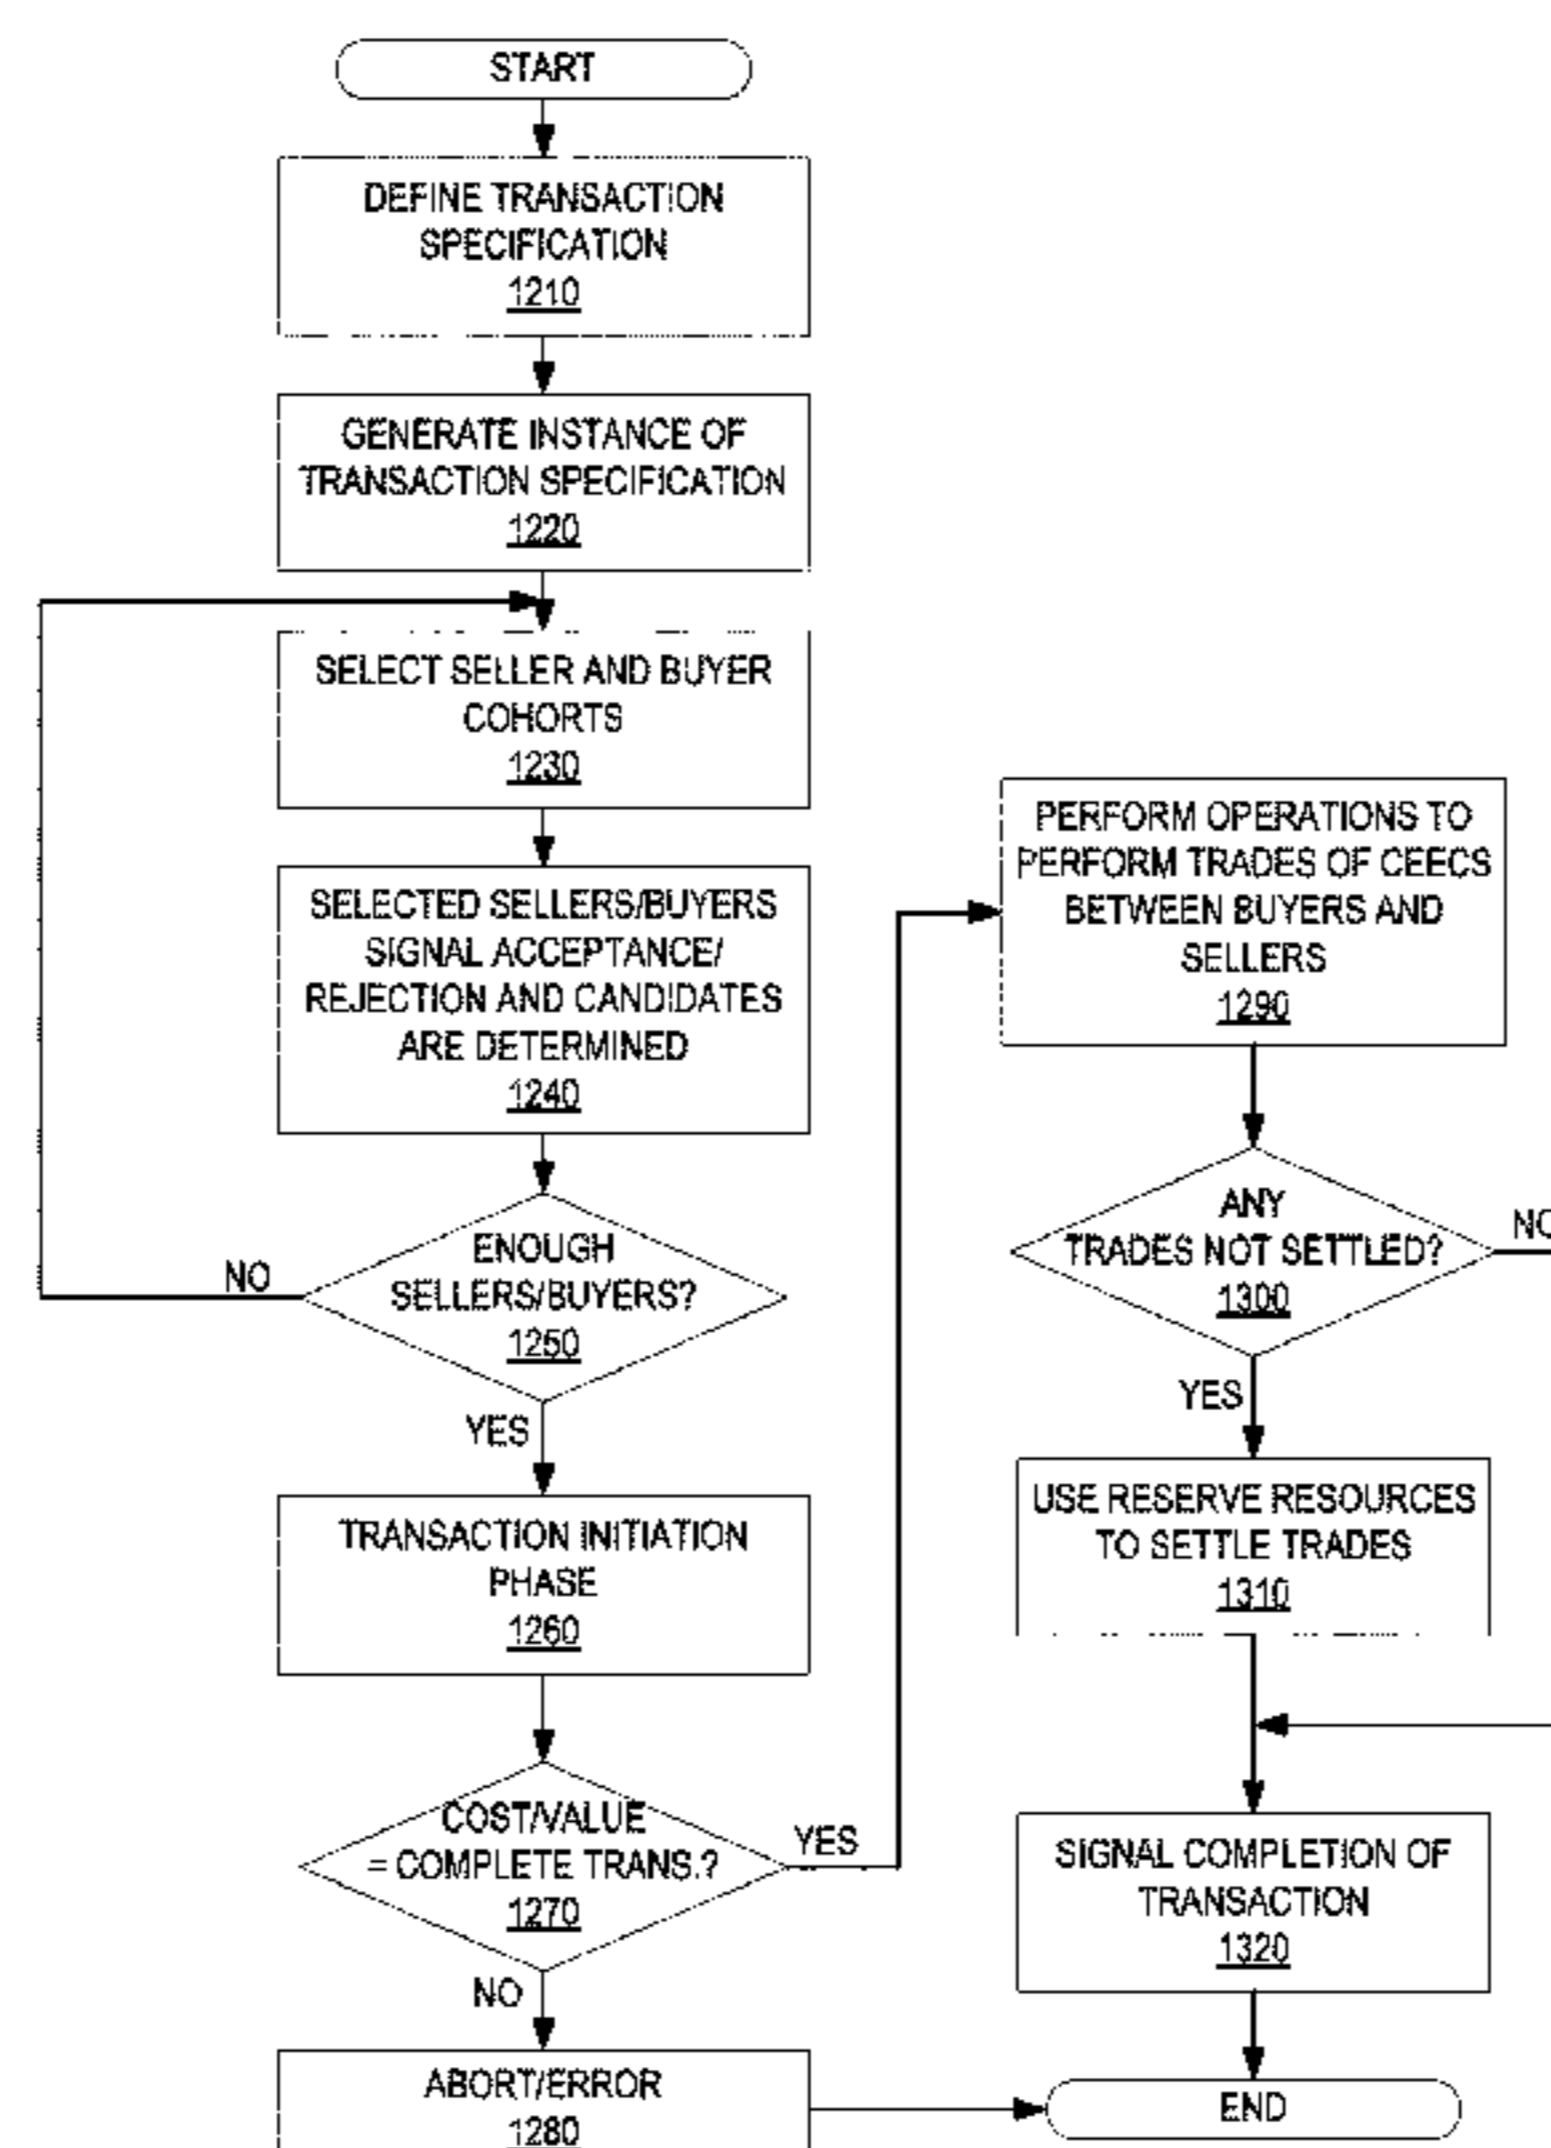 START
DEFINE TRANSACTION
SPECIFICATION
1210
GENERATE INSTANCE OF
TRANSACTION SPECIFICATION
1220
SELECT SELLER AND BUYER
COHORTS
1230
SELECTED SELLERS/BUYERS
SIGNAL ACCEPTANCE/
REJECTION AND CANDIDATES
ARE DETERMINED
1240
ENOUGH
SELLERS/BUYERS?
1250
NO
YES
TRANSACTION INITIATION
PHASE
1260
COST/VALUE
= COMPLETE TRANS.?
1270
YES
NO
ABORT/ERROR
1280
PERFORM OPERATIONS TO
PERFORM TRADES OF CEECS
BETWEEN BUYERS AND
SELLERS
1290
ANY
TRADES NOT SETTLED?
1300
NO
YES
USE RESERVE RESOURCES
TO SETTLE TRADES
1310
SIGNAL COMPLETION OF
TRANSACTION
1320
END